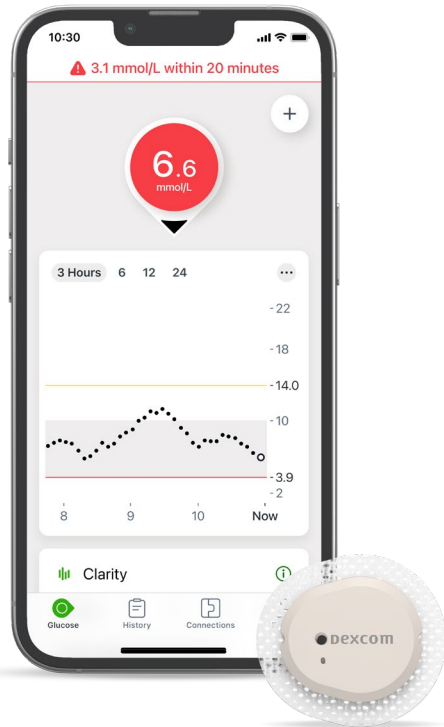 10:30
3.1 mmol/L within 20 minutes
+
6.6
mmol/L
3 Hours 6 12 24
22
18
14.0
10
3.9
2
8 9 10 Now
Clarity
Glucose History Connections
Dexcom